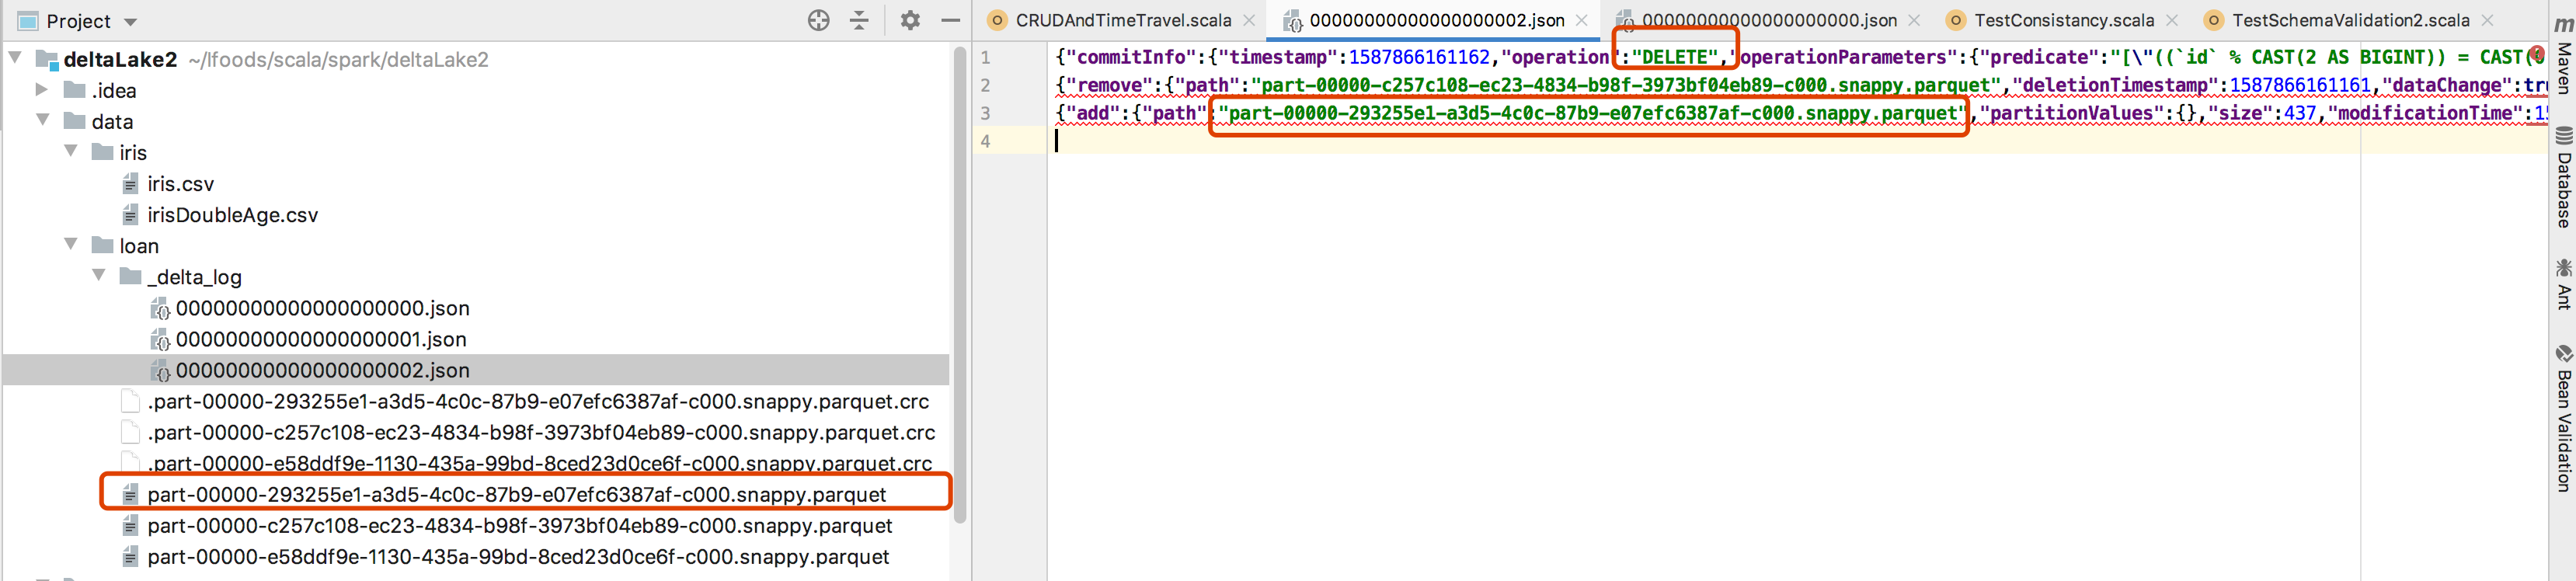 Project
deltaLake2 ~/lfoods/scala/spark/deltaLake2
.idea
data
iris
iris.csv
irisDoubleAge.csv
loan
_delta_log
00000000000000000000.json
00000000000000000001.json
00000000000000000002.json
.part-00000-293255e1-a3d5-4c0c-87b9-e07efc6387af-c000.snappy.parquet.crc
.part-00000-c257c108-ec23-4834-b98f-3973bf04eb89-c000.snappy.parquet.crc
.part-00000-e58ddf9e-1130-435a-99bd-8ced23d0ce6f-c000.snappy.parquet.crc
part-00000-293255e1-a3d5-4c0c-87b9-e07efc6387af-c000.snappy.parquet
part-00000-c257c108-ec23-4834-b98f-3973bf04eb89-c000.snappy.parquet
part-00000-e58ddf9e-1130-435a-99bd-8ced23d0ce6f-c000.snappy.parquet
CRUDAndTimeTravel.scala 00000000000000000002.json 00000000000000000000.json TestConsistancy.scala TestSchemaValidation2.scala
1 {"commitInfo":{"timestamp":1587866161162,"operation":"DELETE","operationParameters":{"predicate":"[\"((`id` % CAST(2 AS BIGINT)) = CAST(0
2 {"remove":{"path":"part-00000-c257c108-ec23-4834-b98f-3973bf04eb89-c000.snappy.parquet","deletionTimestamp":1587866161161,"dataChange":tru
3 {"add":{"path":"part-00000-293255e1-a3d5-4c0c-87b9-e07efc6387af-c000.snappy.parquet","partitionValues":{},"size":437,"modificationTime":15
4
m Maven
Database
Ant
Bean Validation